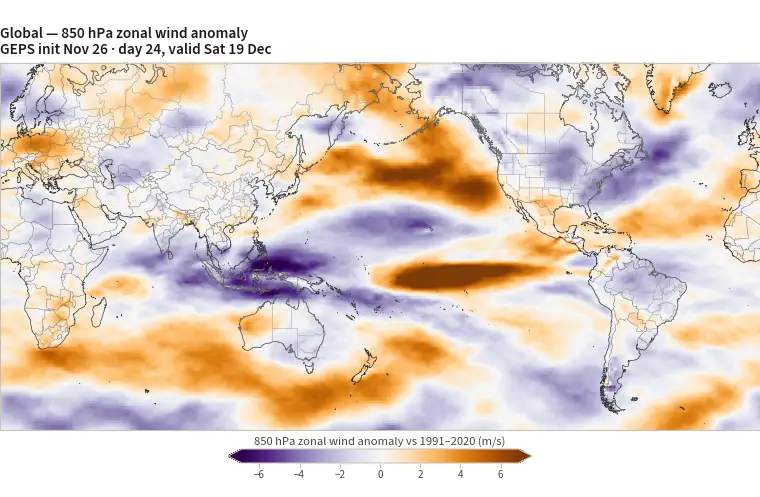 Global — 850 hPa zonal wind anomaly
GEPS init Nov 26 · day 24, valid Sat 19 Dec
850 hPa zonal wind anomaly vs 1991–2020 (m/s)
−6 −4 −2 0 2 4 6